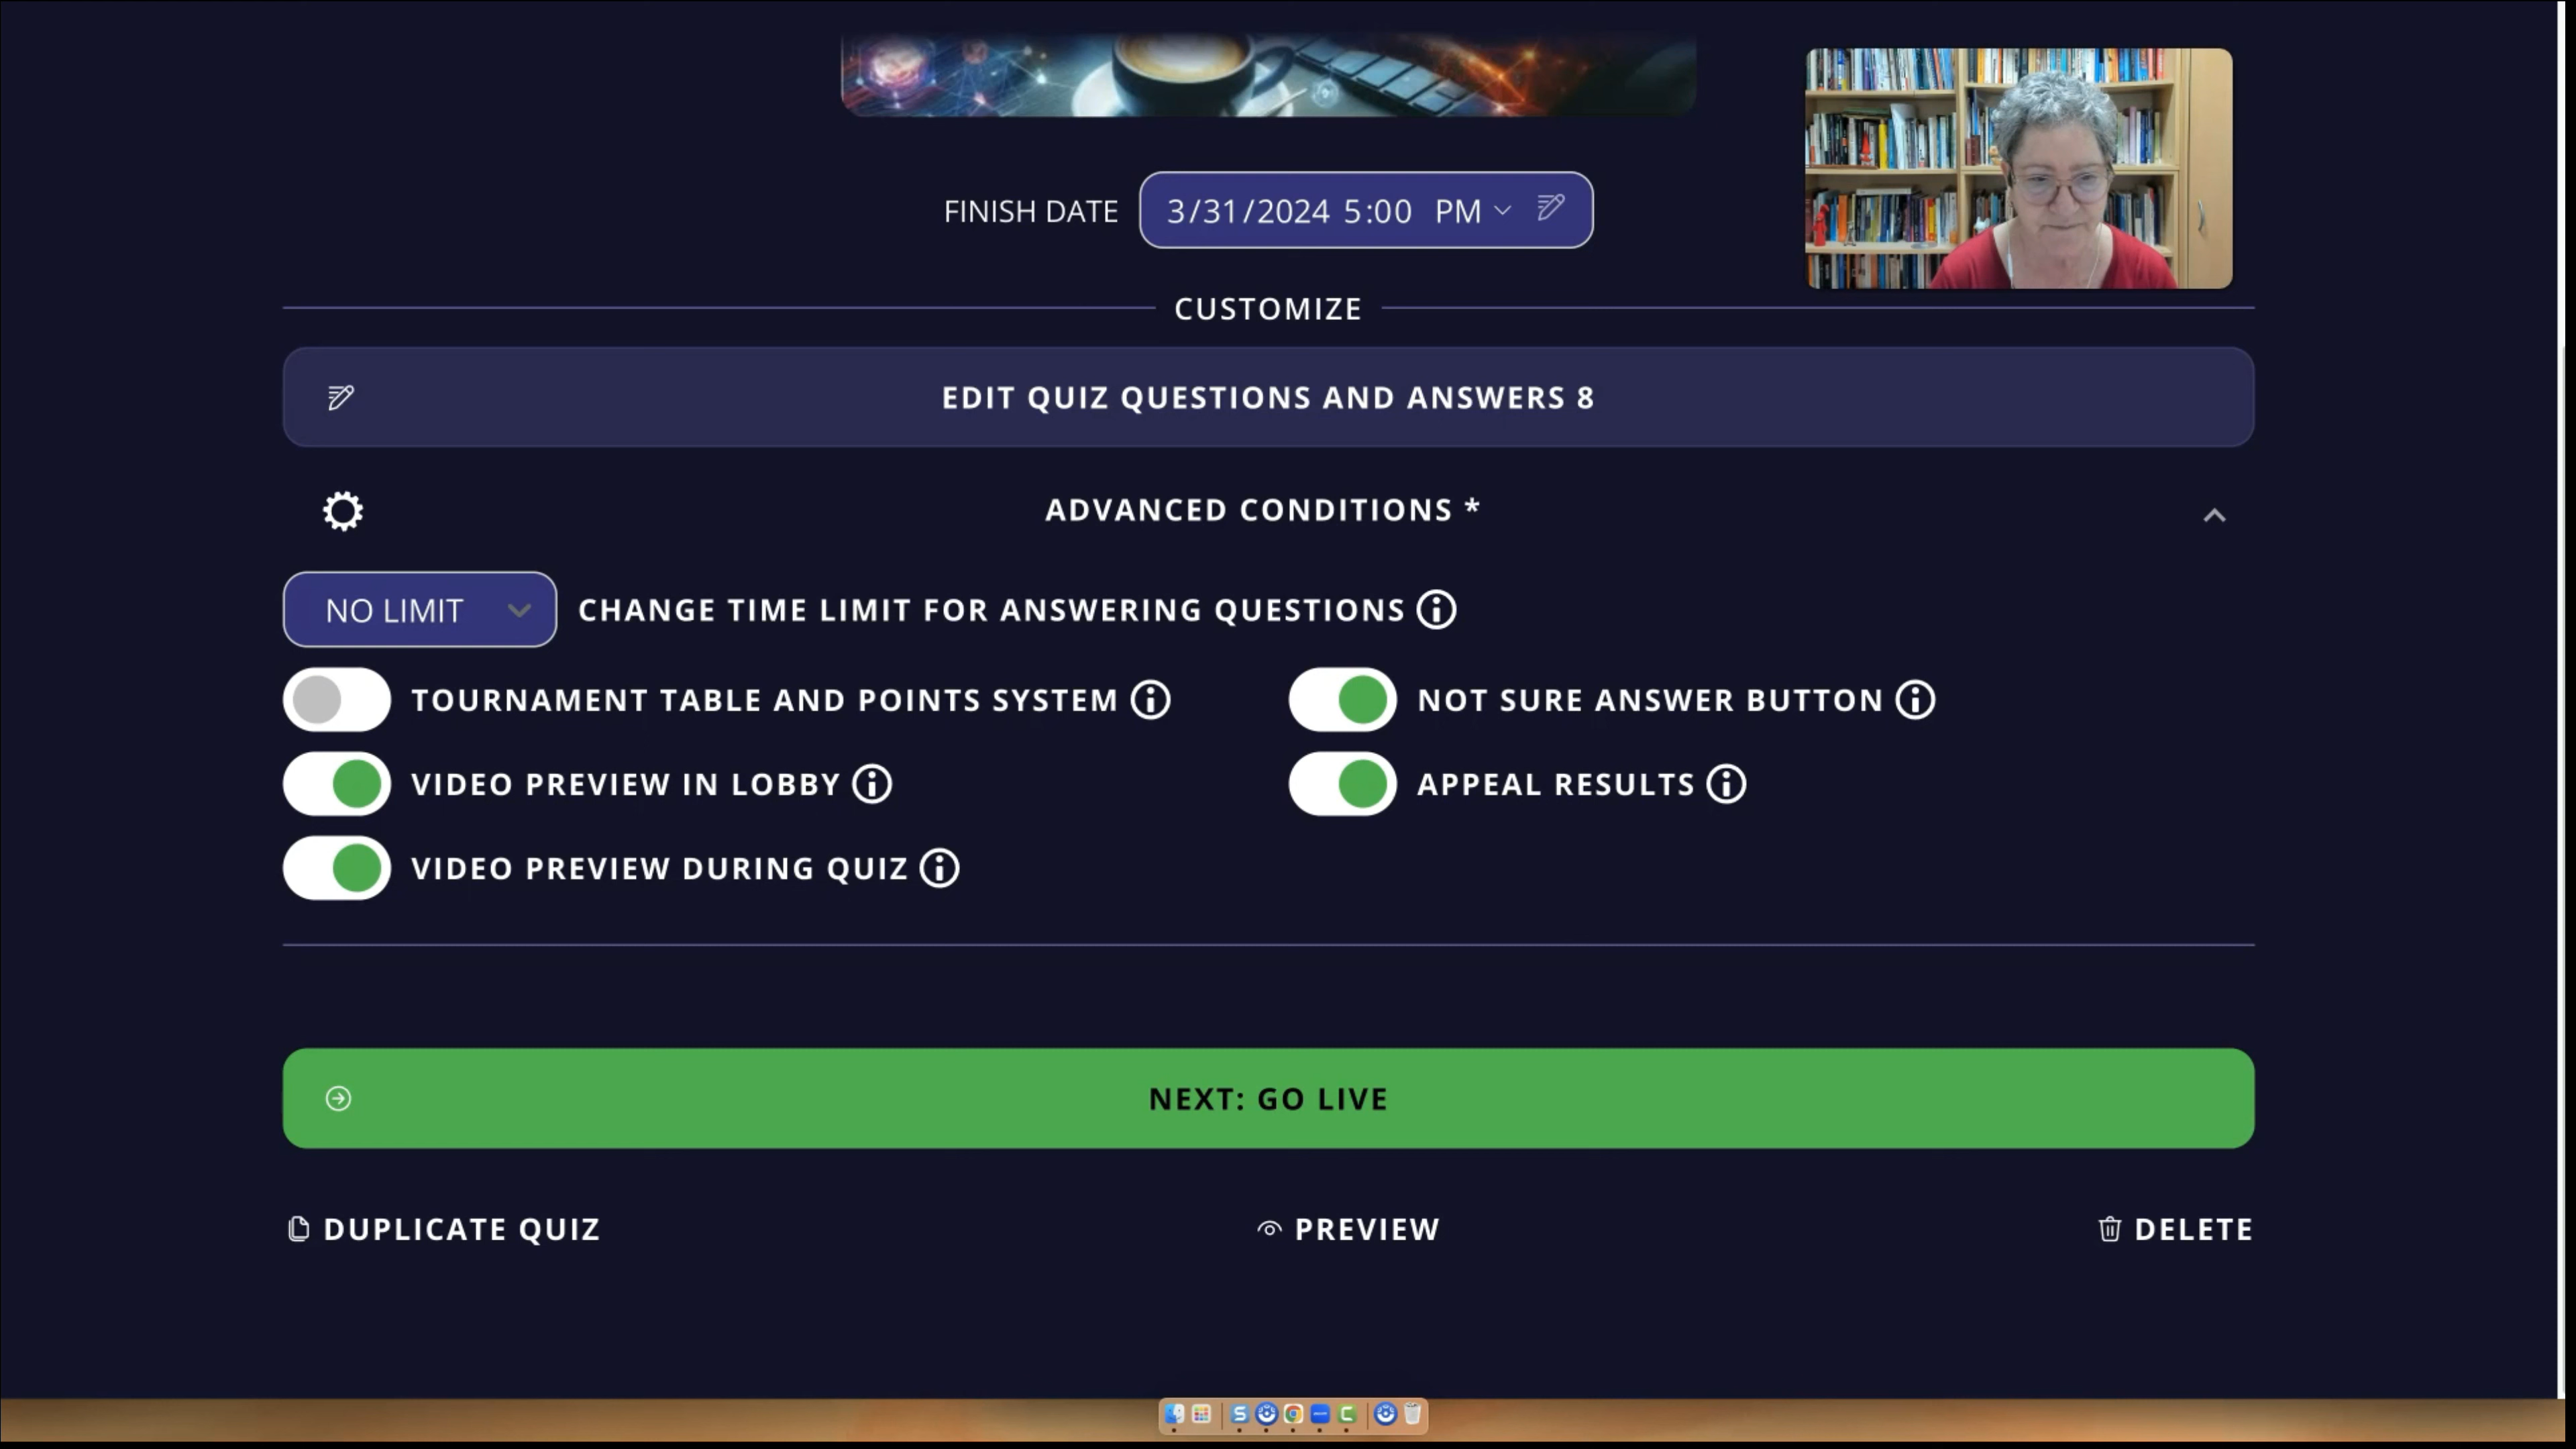 FINISH DATE 3/31/2024 5:00 PM
CUSTOMIZE
EDIT QUIZ QUESTIONS AND ANSWERS 8
ADVANCED CONDITIONS *
NO LIMIT CHANGE TIME LIMIT FOR ANSWERING QUESTIONS
TOURNAMENT TABLE AND POINTS SYSTEM NOT SURE ANSWER BUTTON
VIDEO PREVIEW IN LOBBY APPEAL RESULTS
VIDEO PREVIEW DURING QUIZ
NEXT: GO LIVE
DUPLICATE QUIZ PREVIEW DELETE